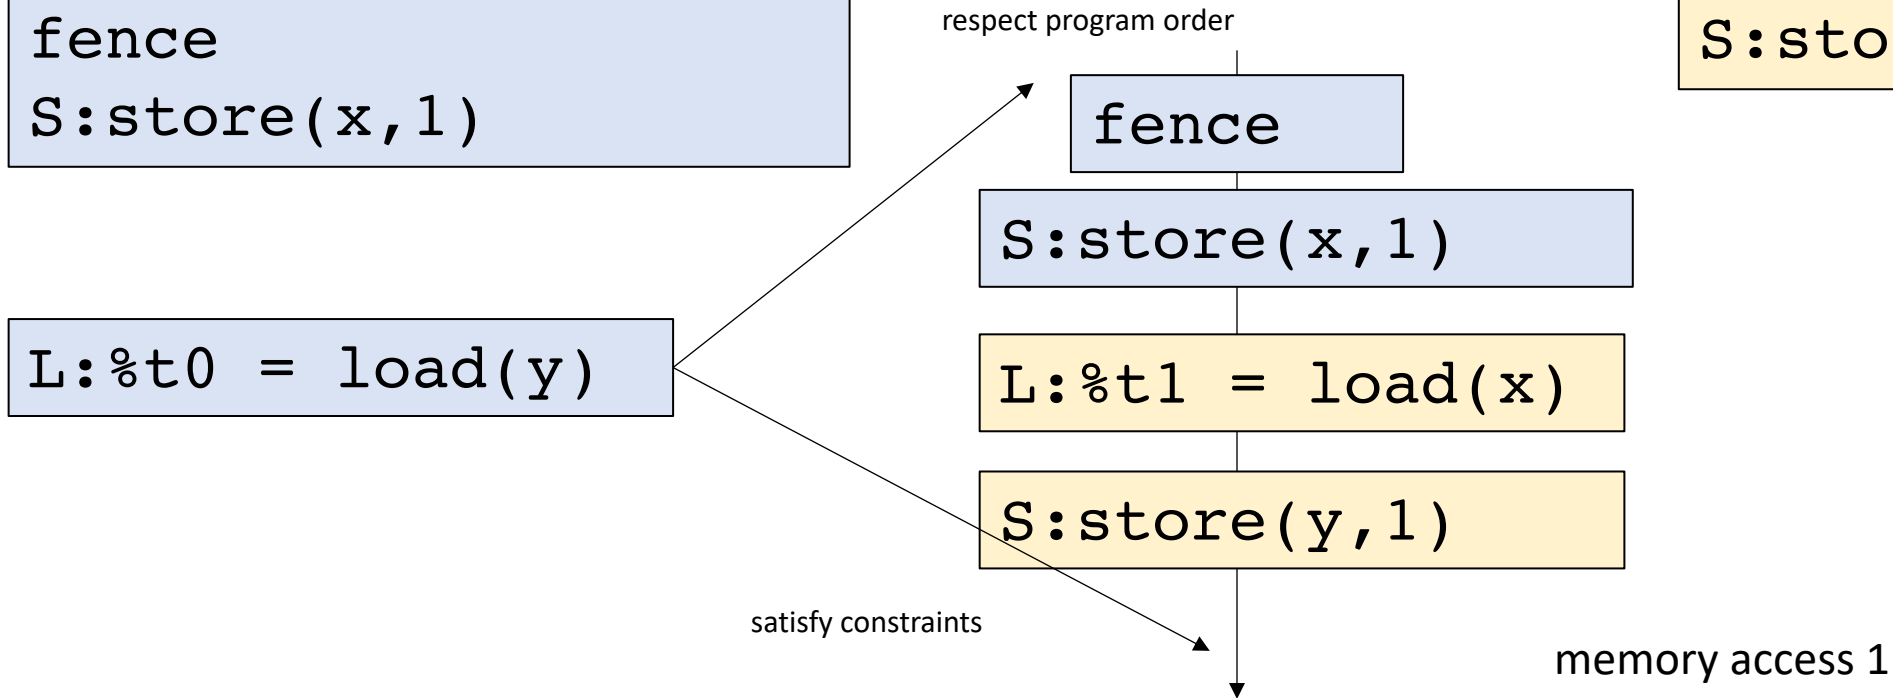 fence
S:store(x,1)
respect program order
S:sto
fence
S:store(x,1)
L:%t0 = load(y)
L:%t1 = load(x)
S:store(y,1)
satisfy constraints
memory access 1